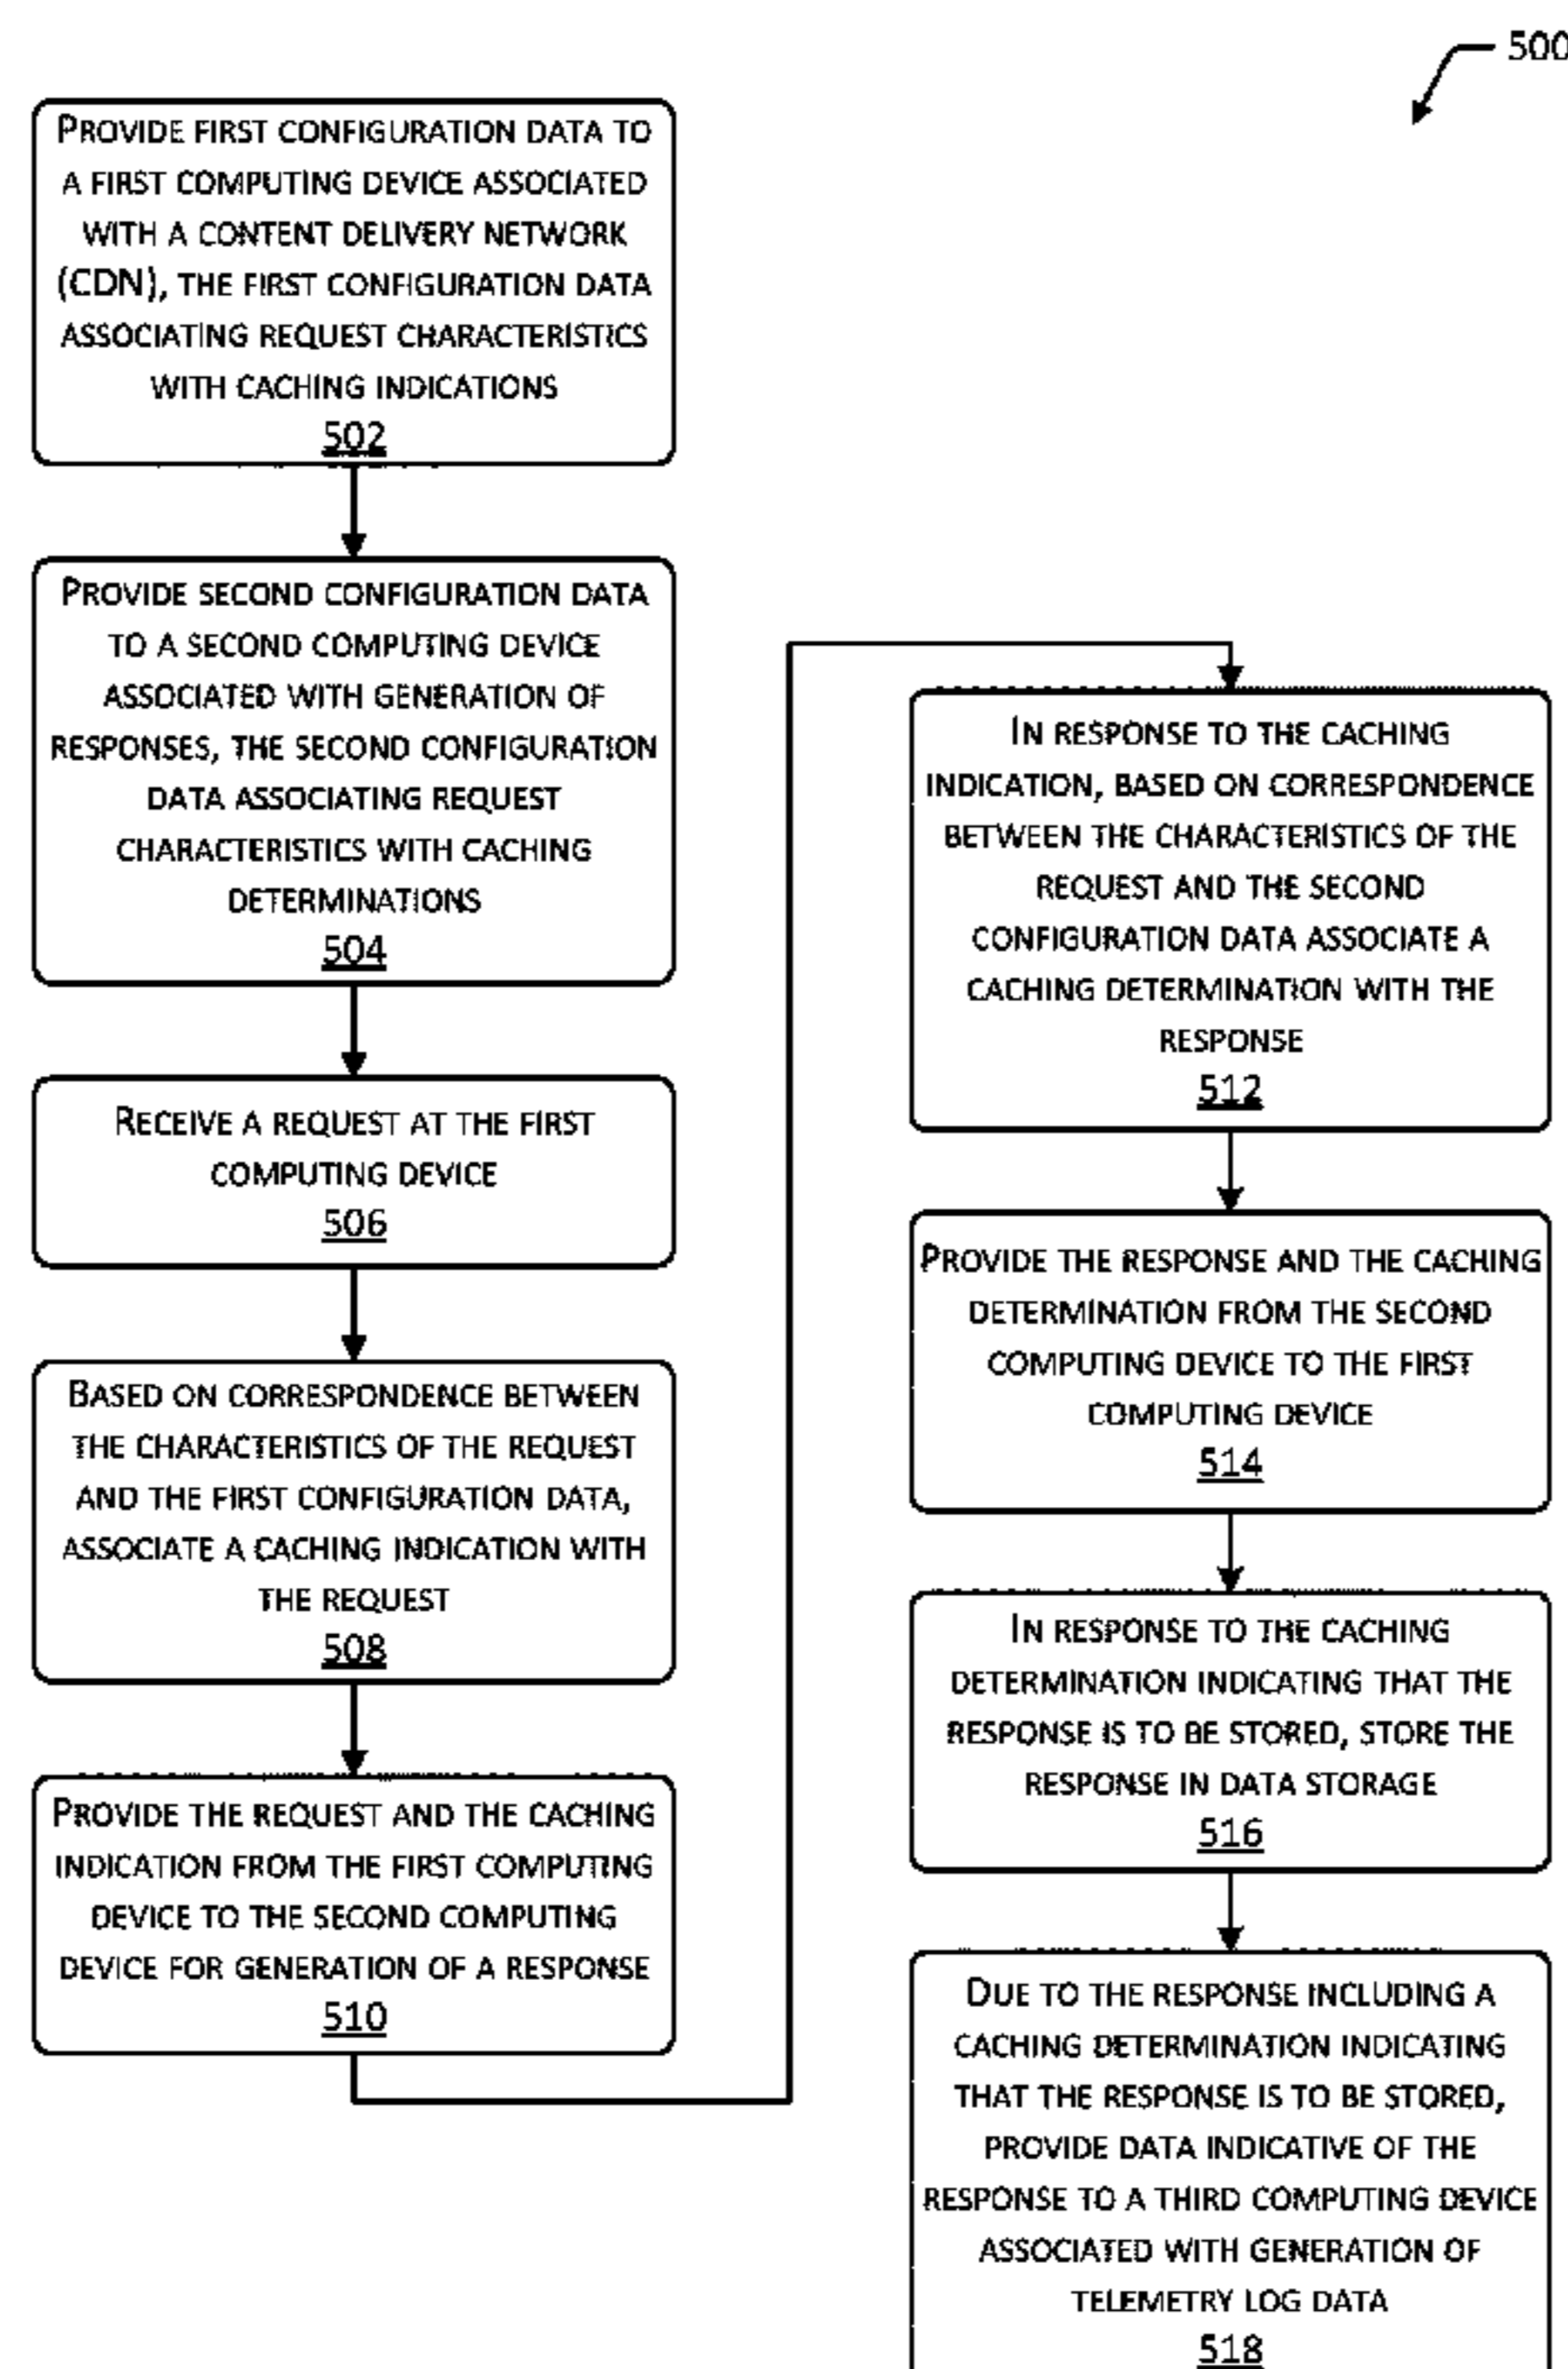 500
PROVIDE FIRST CONFIGURATION DATA TO
A FIRST COMPUTING DEVICE ASSOCIATED
WITH A CONTENT DELIVERY NETWORK
(CDN), THE FIRST CONFIGURATION DATA
ASSOCIATING REQUEST CHARACTERISTICS
WITH CACHING INDICATIONS
502
PROVIDE SECOND CONFIGURATION DATA
TO A SECOND COMPUTING DEVICE
ASSOCIATED WITH GENERATION OF
RESPONSES, THE SECOND CONFIGURATION
DATA ASSOCIATING REQUEST
CHARACTERISTICS WITH CACHING
DETERMINATIONS
504
RECEIVE A REQUEST AT THE FIRST
COMPUTING DEVICE
506
BASED ON CORRESPONDENCE BETWEEN
THE CHARACTERISTICS OF THE REQUEST
AND THE FIRST CONFIGURATION DATA,
ASSOCIATE A CACHING INDICATION WITH
THE REQUEST
508
PROVIDE THE REQUEST AND THE CACHING
INDICATION FROM THE FIRST COMPUTING
DEVICE TO THE SECOND COMPUTING
DEVICE FOR GENERATION OF A RESPONSE
510
IN RESPONSE TO THE CACHING
INDICATION, BASED ON CORRESPONDENCE
BETWEEN THE CHARACTERISTICS OF THE
REQUEST AND THE SECOND
CONFIGURATION DATA ASSOCIATE A
CACHING DETERMINATION WITH THE
RESPONSE
512
PROVIDE THE RESPONSE AND THE CACHING
DETERMINATION FROM THE SECOND
COMPUTING DEVICE TO THE FIRST
COMPUTING DEVICE
514
IN RESPONSE TO THE CACHING
DETERMINATION INDICATING THAT THE
RESPONSE IS TO BE STORED, STORE THE
RESPONSE IN DATA STORAGE
516
DUE TO THE RESPONSE INCLUDING A
CACHING DETERMINATION INDICATING
THAT THE RESPONSE IS TO BE STORED,
PROVIDE DATA INDICATIVE OF THE
RESPONSE TO A THIRD COMPUTING DEVICE
ASSOCIATED WITH GENERATION OF
TELEMETRY LOG DATA
518